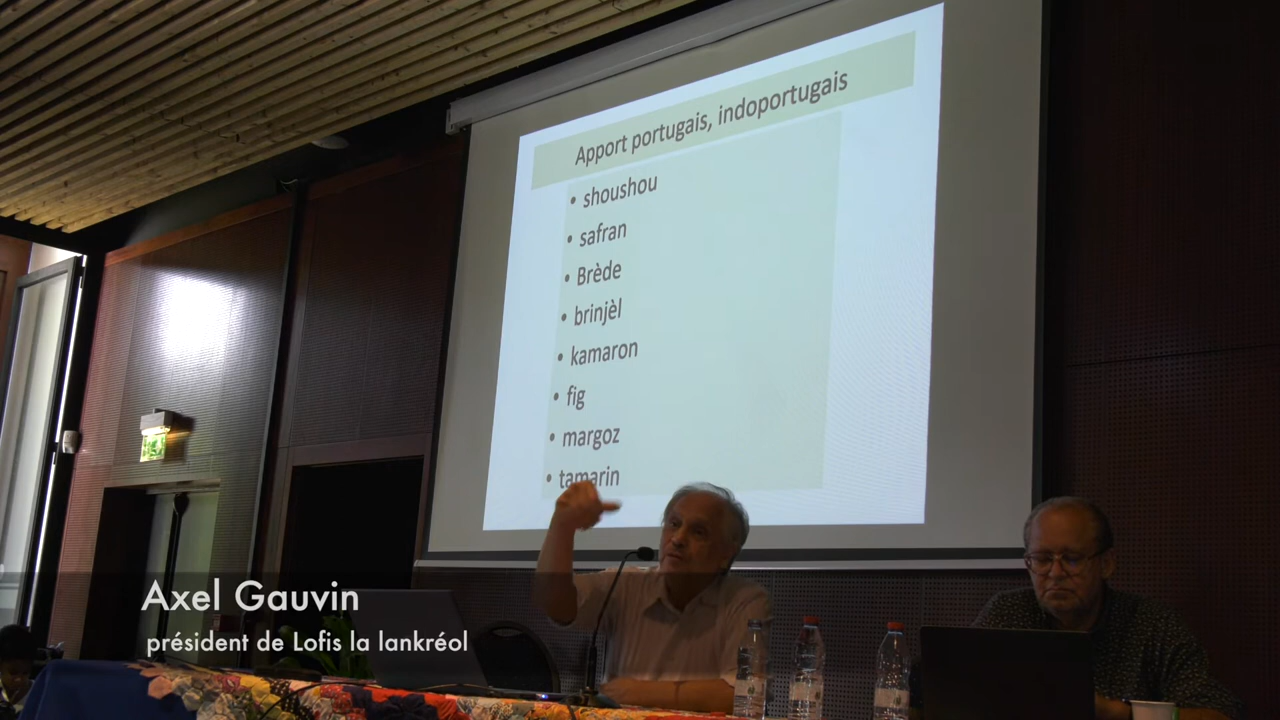 Apport portugais, indoportugais
• shoushou
• safran
• Brède
• brinjèl
• kamaron
• fig
• margoz
• tamarin
Axel Gauvin
président de Lofis la lankréol